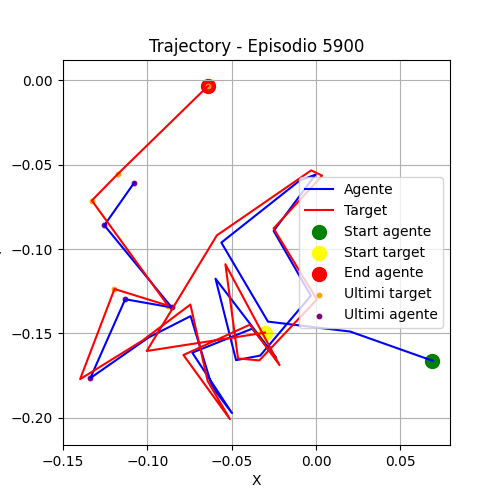 Trajectory - Episodio 5900
0.00
−0.05
−0.10
−0.15
−0.20
−0.15
−0.10
−0.05
0.00
0.05
X
Agente
Target
Start agente
Start target
End agente
Ultimi target
Ultimi agente